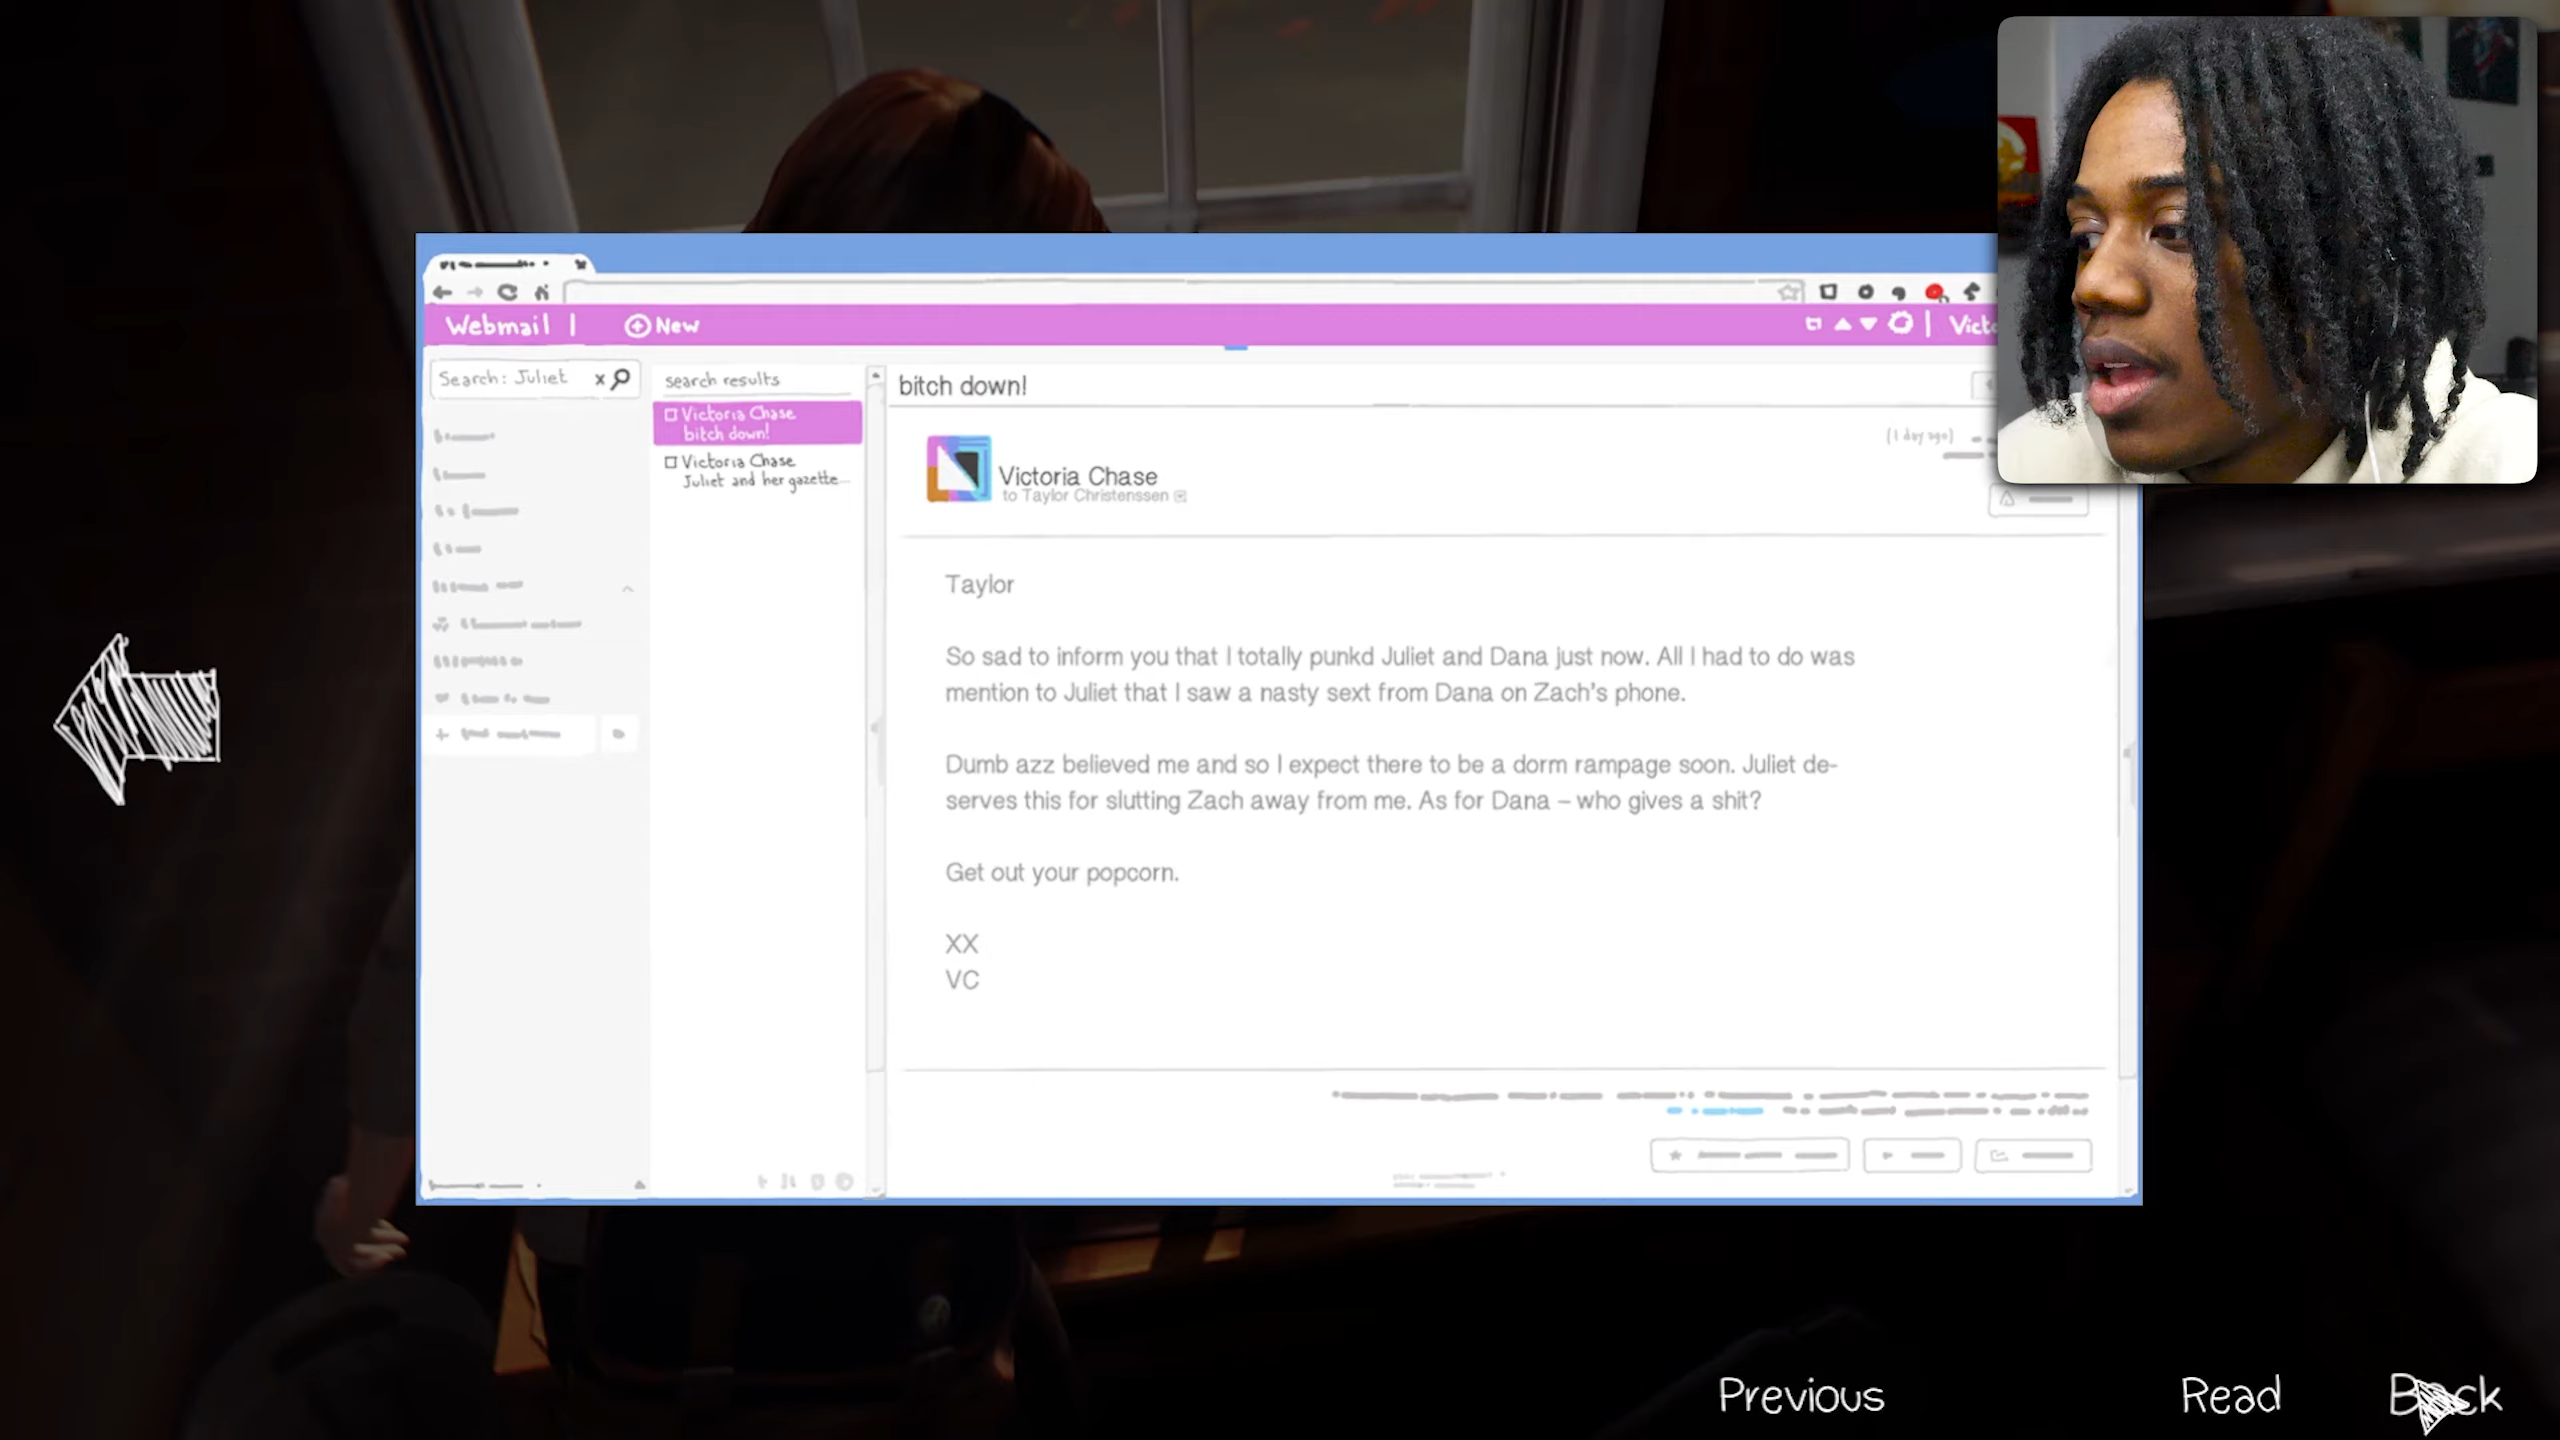 Webmail |
New
Search: Juliet x
search results
Victoria Chase
bitch down!
Victoria Chase
Juliet and her gazette...
bitch down!
(1 day ago)
Victoria Chase
to Taylor Christenssen
Taylor
So sad to inform you that I totally punkd Juliet and Dana just now. All I had to do was
mention to Juliet that I saw a nasty sext from Dana on Zach's phone.
Dumb azz believed me and so I expect there to be a dorm rampage soon. Juliet de-
serves this for slutting Zach away from me. As for Dana – who gives a shit?
Get out your popcorn.
XX
VC
Previous
Read
Back